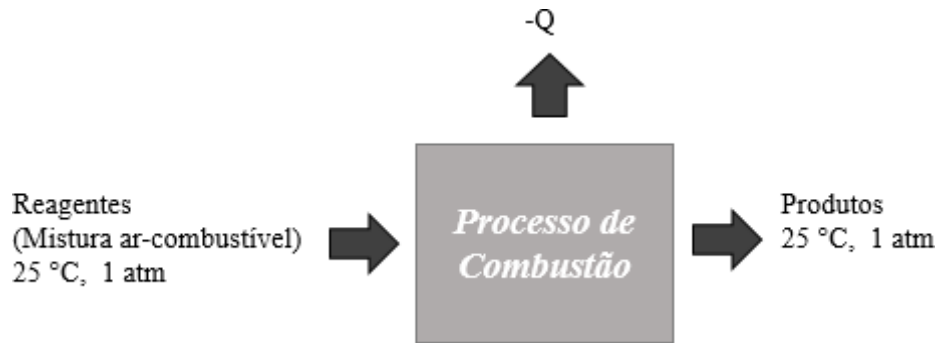 -Q
Reagentes
(Mistura ar-combustível)
25 °C,  1 atm
Processo de
Combustão
Produtos
25 °C,  1 atm